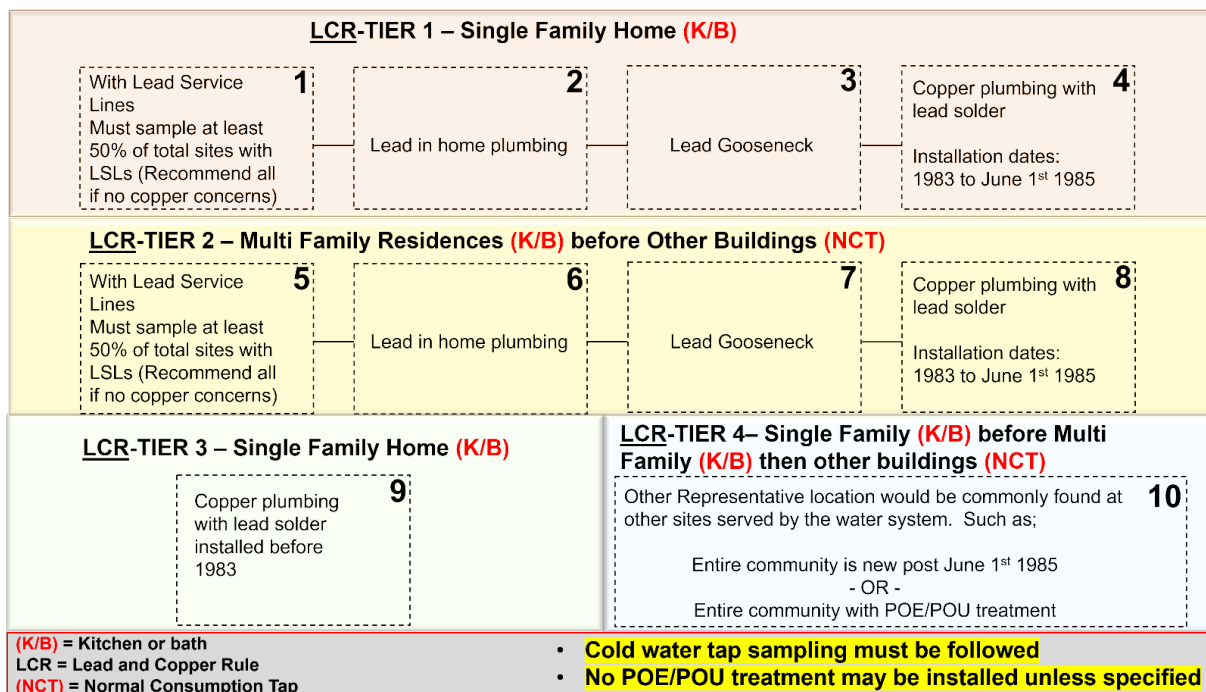 LCR-TIER 1 – Single Family Home (K/B)
1
With Lead Service
Lines
Must sample at least
50% of total sites with
LSLs (Recommend all
if no copper concerns)
2
Lead in home plumbing
3
Lead Gooseneck
4
Copper plumbing with
lead solder
Installation dates:
1983 to June 1st 1985
LCR-TIER 2 – Multi Family Residences (K/B) before Other Buildings (NCT)
5
With Lead Service
Lines
Must sample at least
50% of total sites with
LSLs (Recommend all
if no copper concerns)
6
Lead in home plumbing
7
Lead Gooseneck
8
Copper plumbing with
lead solder
Installation dates:
1983 to June 1st 1985
LCR-TIER 3 – Single Family Home (K/B)
9
Copper plumbing
with lead solder
installed before
1983
LCR-TIER 4– Single Family (K/B) before Multi
Family (K/B) then other buildings (NCT)
10
Other Representative location would be commonly found at
other sites served by the water system. Such as;
Entire community is new post June 1st 1985
- OR -
Entire community with POE/POU treatment
(K/B) = Kitchen or bath
LCR = Lead and Copper Rule
(NCT) = Normal Consumption Tap
• Cold water tap sampling must be followed
• No POE/POU treatment may be installed unless specified